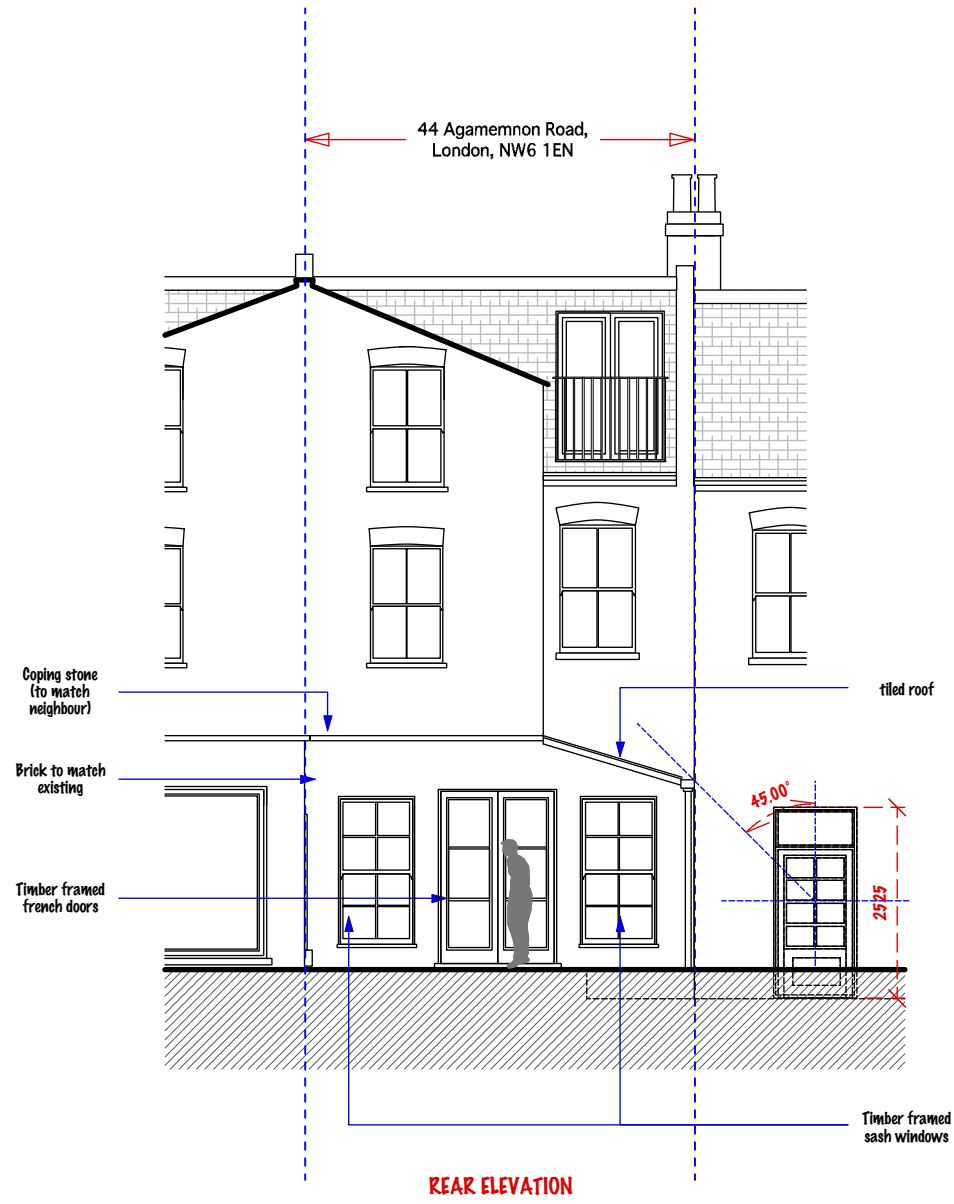 44 Agamemnon Road,
London, NW6 1EN
Coping stone
(to match
neighbour)
tiled roof
Brick to match
existing
45.00°
Timber framed
french doors
2525
Timber framed
sash windows
REAR ELEVATION